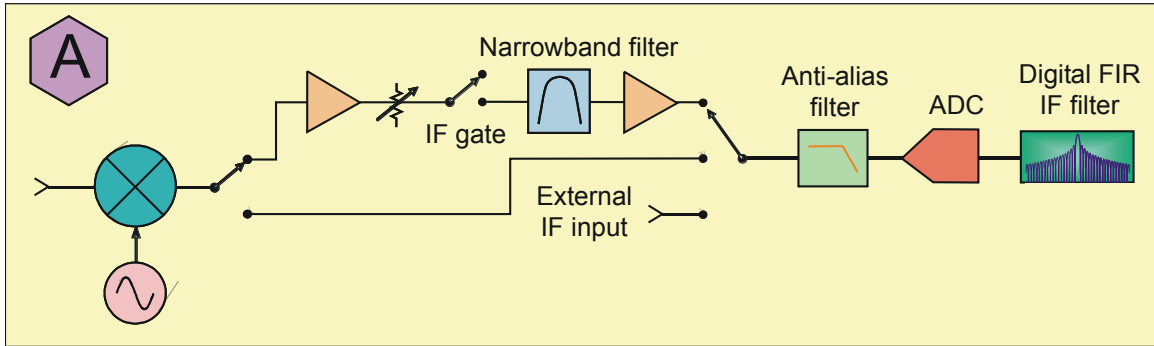 A
Narrowband filter
IF gate
Anti-alias
filter
ADC
Digital FIR
IF filter
External
IF input